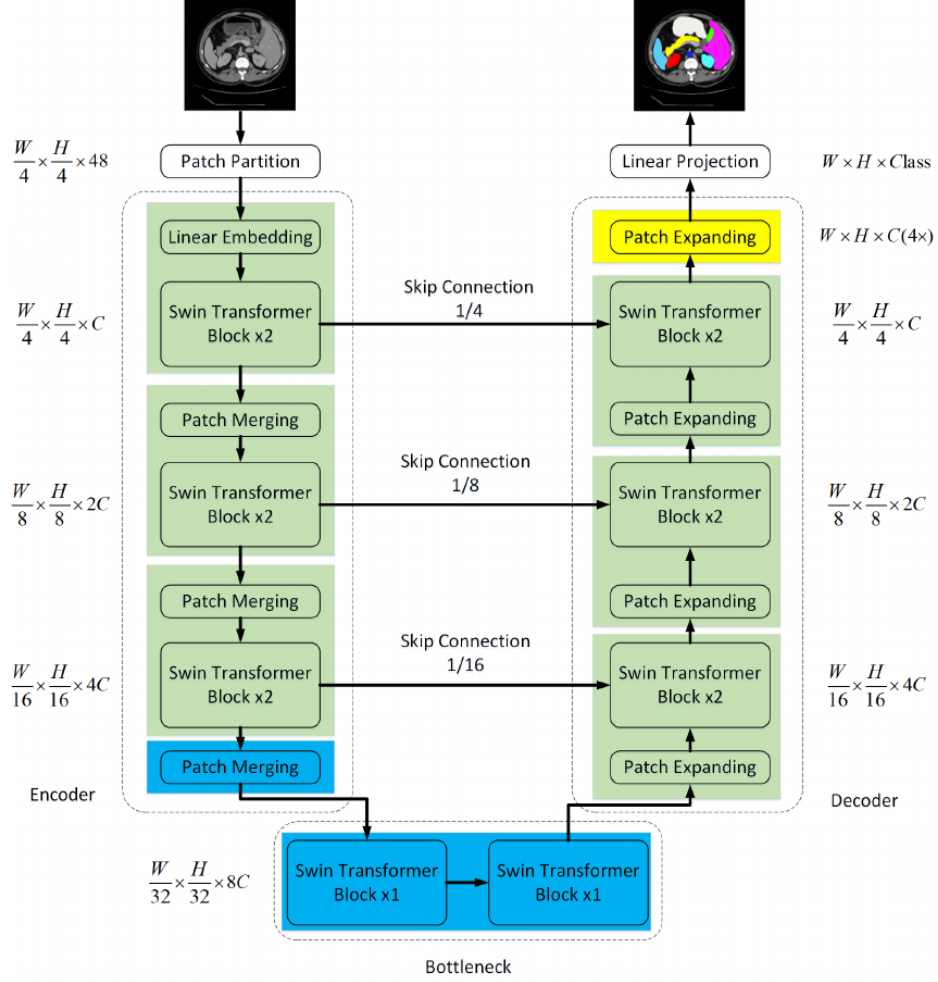 W/4 × H/4 × 48
Patch Partition
Linear Projection
W × H × Class
Linear Embedding
Patch Expanding
W × H × C(4×)
W/4 × H/4 × C
Swin Transformer
Block x2
Skip Connection
1/4
Swin Transformer
Block x2
W/4 × H/4 × C
Patch Merging
Patch Expanding
W/8 × H/8 × 2C
Swin Transformer
Block x2
Skip Connection
1/8
Swin Transformer
Block x2
W/8 × H/8 × 2C
Patch Merging
Patch Expanding
W/16 × H/16 × 4C
Swin Transformer
Block x2
Skip Connection
1/16
Swin Transformer
Block x2
W/16 × H/16 × 4C
Patch Merging
Patch Expanding
Encoder
Decoder
W/32 × H/32 × 8C
Swin Transformer
Block x1
Swin Transformer
Block x1
Bottleneck